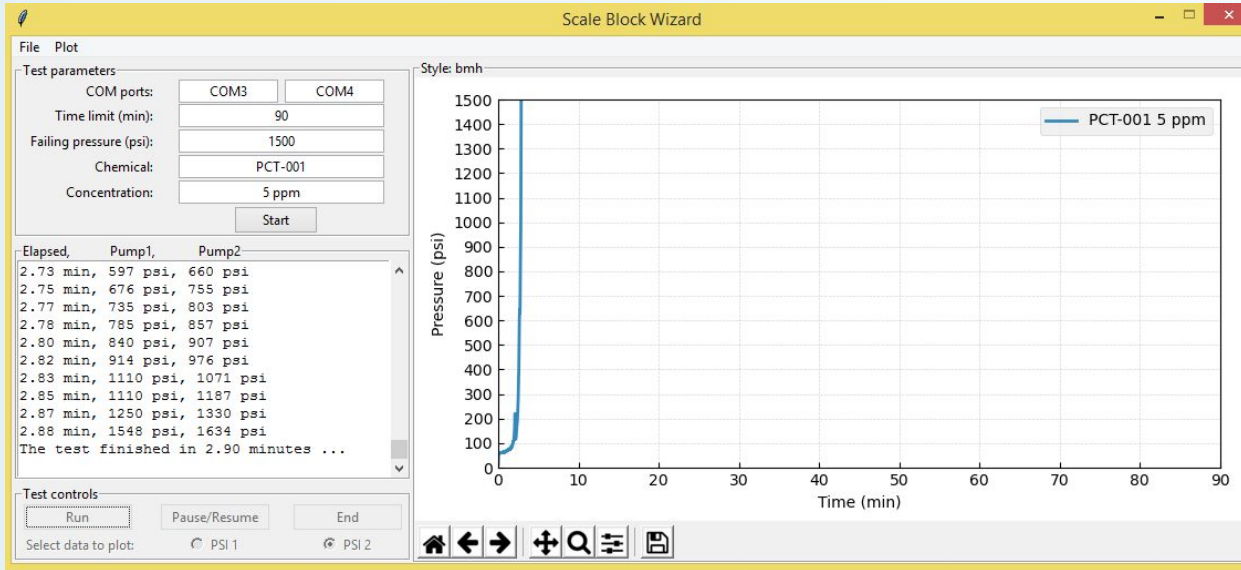 Scale Block Wizard
File Plot
Test parameters
COM ports: COM3 COM4
Time limit (min): 90
Failing pressure (psi): 1500
Chemical: PCT-001
Concentration: 5 ppm
Start
Elapsed, Pump1, Pump2
2.73 min, 597 psi, 660 psi
2.75 min, 676 psi, 755 psi
2.77 min, 735 psi, 803 psi
2.78 min, 785 psi, 857 psi
2.80 min, 840 psi, 907 psi
2.82 min, 914 psi, 976 psi
2.83 min, 1110 psi, 1071 psi
2.85 min, 1110 psi, 1187 psi
2.87 min, 1250 psi, 1330 psi
2.88 min, 1548 psi, 1634 psi
The test finished in 2.90 minutes ...
Test controls
Run Pause/Resume End
Select data to plot: PSI 1 PSI 2
Style: bmh
PCT-001 5 ppm
Pressure (psi)
1500
1400
1300
1200
1100
1000
900
800
700
600
500
400
300
200
100
0
0 10 20 30 40 50 60 70 80 90
Time (min)